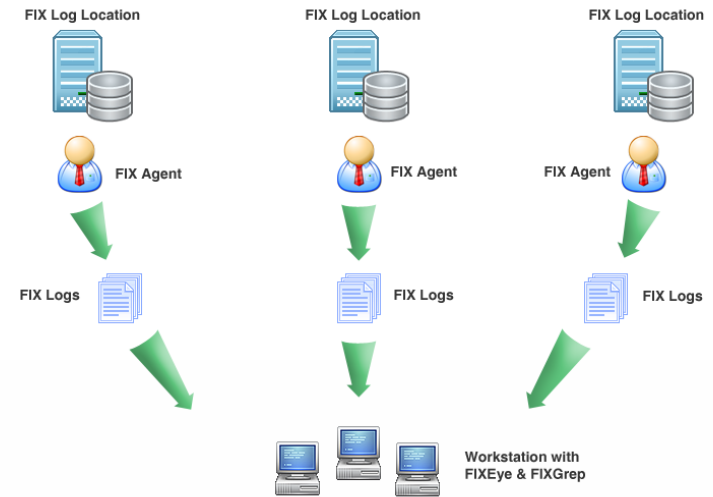 FIX Log Location
FIX Log Location
FIX Log Location
FIX Agent
FIX Agent
FIX Agent
FIX Logs
FIX Logs
FIX Logs
Workstation with
FIXEye & FIXGrep